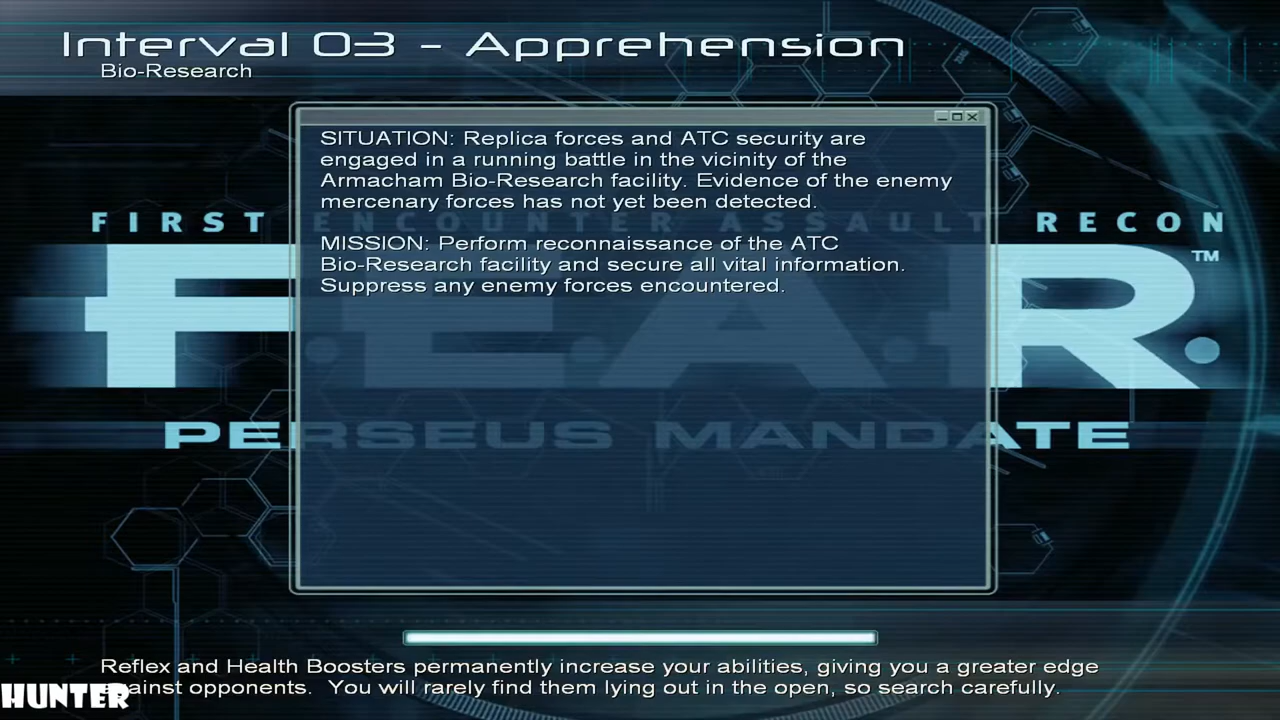 Interval 03 - Apprehension
Bio-Research
SITUATION: Replica forces and ATC security are
engaged in a running battle in the vicinity of the
Armacham Bio-Research facility. Evidence of the enemy
mercenary forces has not yet been detected.
MISSION: Perform reconnaissance of the ATC
Bio-Research facility and secure all vital information.
Suppress any enemy forces encountered.
FIRST ENCOUNTER ASSAULT RECON
F.E.A.R.™
PERSEUS MANDATE
Reflex and Health Boosters permanently increase your abilities, giving you a greater edge
against opponents. You will rarely find them lying out in the open, so search carefully.
HUNTER